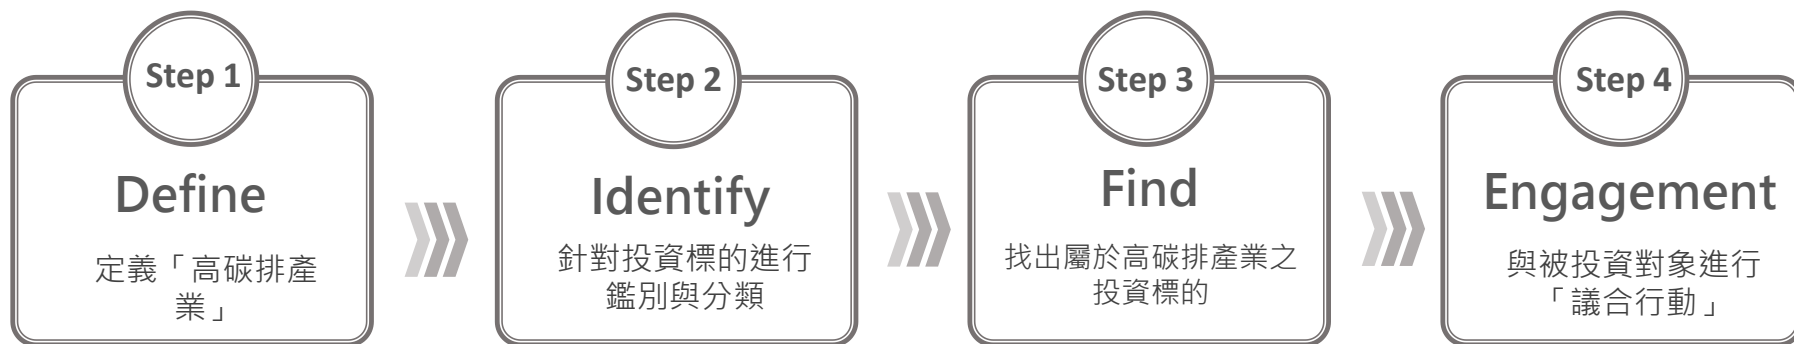 Step 1
Define
定義「高碳排產
業」
Step 2
Identify
針對投資標的進行
鑑別與分類
Step 3
Find
找出屬於高碳排產業之
投資標的
Step 4
Engagement
與被投資對象進行
「議合行動」